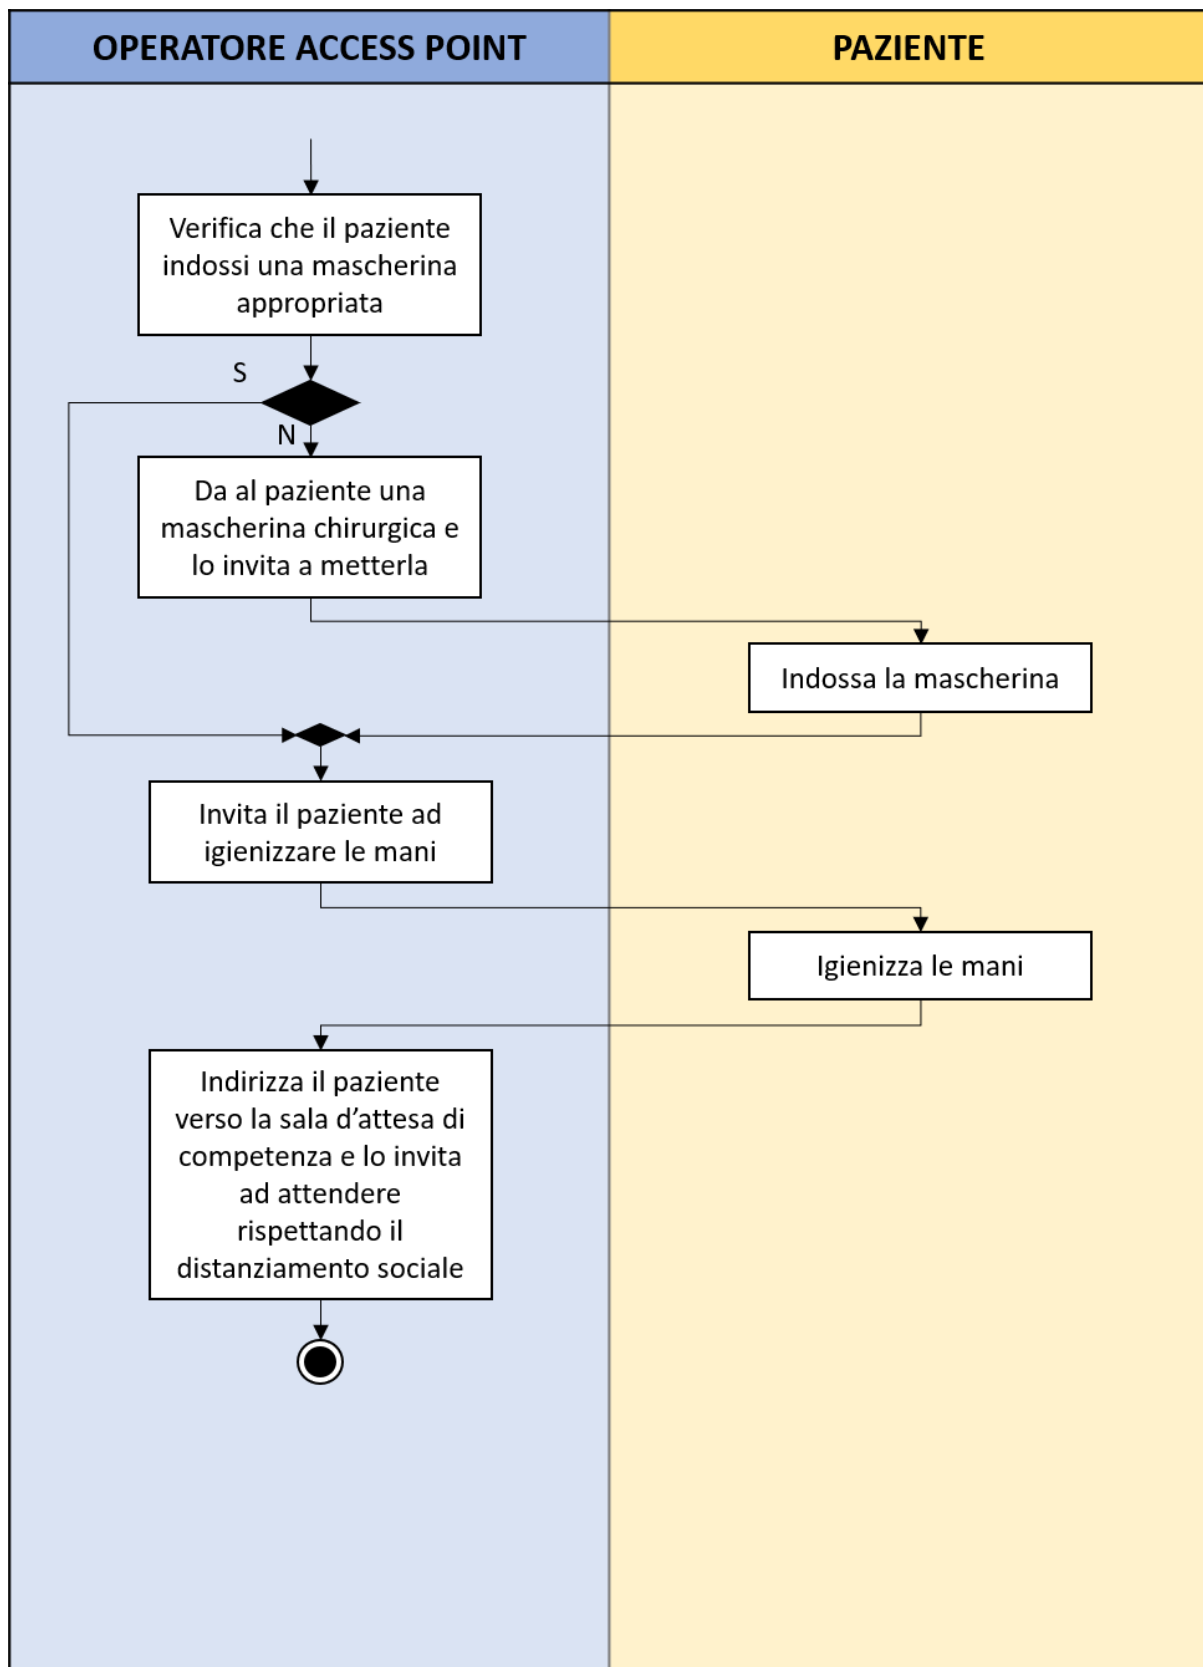 OPERATORE ACCESS POINT
PAZIENTE
Verifica che il paziente
indossi una mascherina
appropriata
S
N
Da al paziente una
mascherina chirurgica e
lo invita a metterla
Indossa la mascherina
Invita il paziente ad
igienizzare le mani
Igienizza le mani
Indirizza il paziente
verso la sala d’attesa di
competenza e lo invita
ad attendere
rispettando il
distanziamento sociale